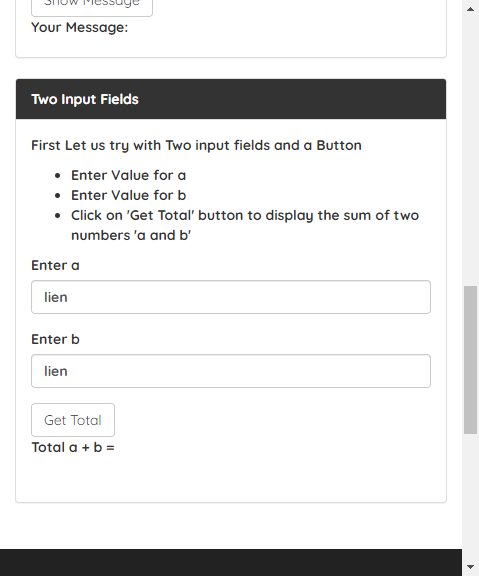 Show Message
Your Message:
Two Input Fields
First Let us try with Two input fields and a Button
Enter Value for a
Enter Value for b
Click on 'Get Total' button to display the sum of two
numbers 'a and b'
Enter a
lien
Enter b
lien
Get Total
Total a + b =